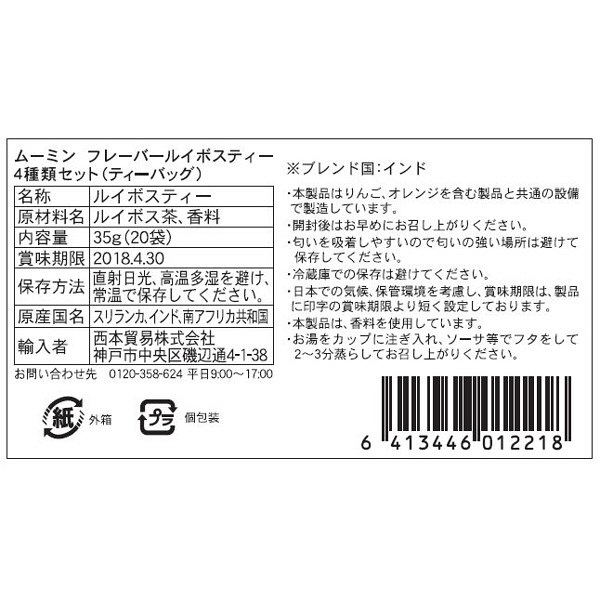 ムーミン フレーバールイボスティー
4種類セット(ティーバッグ)
名称 ルイボスティー
原材料名 ルイボス茶、香料
内容量 35g(20袋)
賞味期限 2018.4.30
保存方法 直射日光、高温多湿を避け、
常温で保存してください。
原産国名 スリランカ、インド、南アフリカ共和国
輸入者 西本貿易株式会社
神戸市中央区磯辺通4-1-38
お問い合わせ先 0120-358-624 平日9:00〜17:00
紙 外箱
プラ 個包装
※ブレンド国:インド
・本製品はりんご、オレンジを含む製品と共通の設備
で製造しています。
・開封後はお早めにお召し上がりください。
・匂いを吸着しやすいので匂いの強い場所は避けて
保存してください。
・冷蔵庫での保存は避けてください。
・日本での気候、保管環境を考慮し、賞味期限は、製品
に印字の賞味期限より短く設定しております。
・本製品は、香料を使用しています。
・お湯をカップに注ぎ入れ、ソーサ等でフタをして
2〜3分蒸らしてお召し上がりください。
6 413446 012218